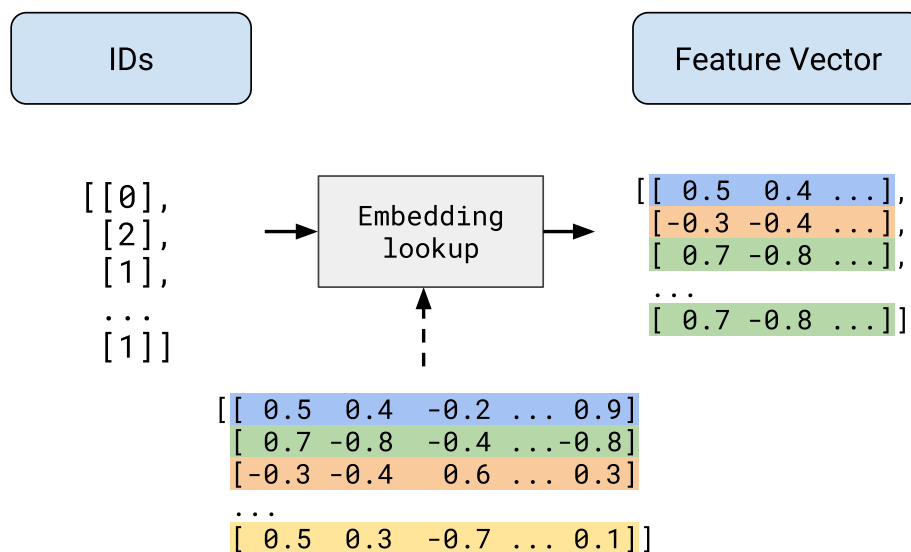 IDs
Feature Vector
[[0],
[2],
[1],
...
[1]]
Embedding
lookup
[[ 0.5 0.4 ...],
[-0.3 -0.4 ...],
[ 0.7 -0.8 ...],
...
[ 0.7 -0.8 ...]]
[[ 0.5 0.4 -0.2 ... 0.9]
[ 0.7 -0.8 -0.4 ...-0.8]
[-0.3 -0.4 0.6 ... 0.3]
...
[ 0.5 0.3 -0.7 ... 0.1]]